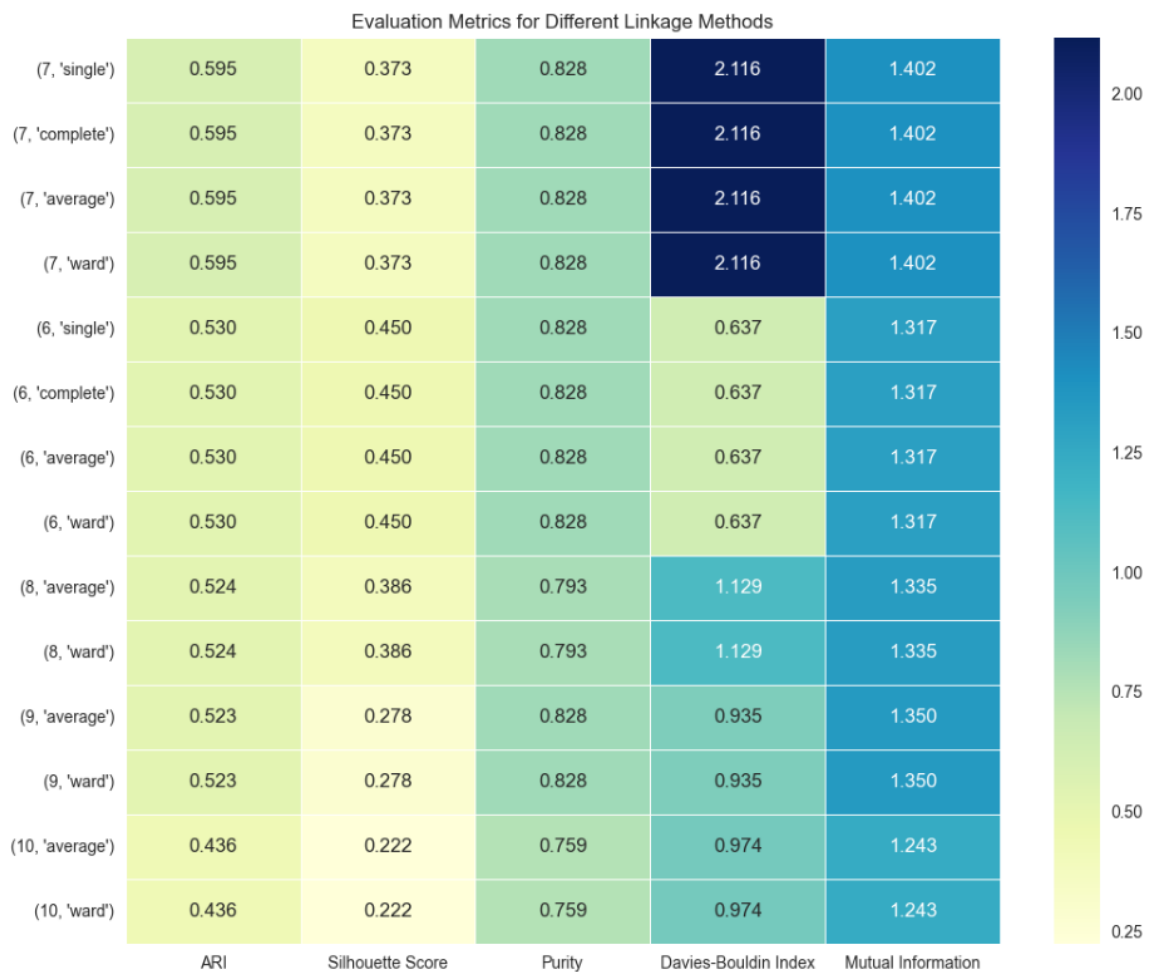 Evaluation Metrics for Different Linkage Methods
(7, 'single') 0.595 0.373 0.828 2.116 1.402
(7, 'complete') 0.595 0.373 0.828 2.116 1.402
(7, 'average') 0.595 0.373 0.828 2.116 1.402
(7, 'ward') 0.595 0.373 0.828 2.116 1.402
(6, 'single') 0.530 0.450 0.828 0.637 1.317
(6, 'complete') 0.530 0.450 0.828 0.637 1.317
(6, 'average') 0.530 0.450 0.828 0.637 1.317
(6, 'ward') 0.530 0.450 0.828 0.637 1.317
(8, 'average') 0.524 0.386 0.793 1.129 1.335
(8, 'ward') 0.524 0.386 0.793 1.129 1.335
(9, 'average') 0.523 0.278 0.828 0.935 1.350
(9, 'ward') 0.523 0.278 0.828 0.935 1.350
(10, 'average') 0.436 0.222 0.759 0.974 1.243
(10, 'ward') 0.436 0.222 0.759 0.974 1.243
ARI Silhouette Score Purity Davies-Bouldin Index Mutual Information
2.00
1.75
1.50
1.25
1.00
0.75
0.50
0.25